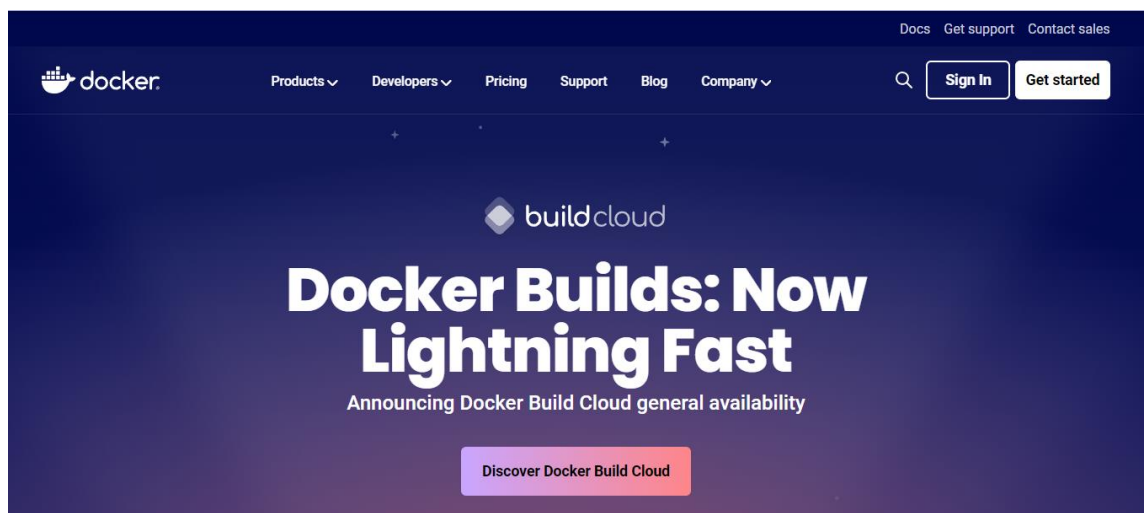 Docs Get support Contact sales
docker. Products Developers Pricing Support Blog Company Sign In Get started
buildcloud
Docker Builds: Now
Lightning Fast
Announcing Docker Build Cloud general availability
Discover Docker Build Cloud